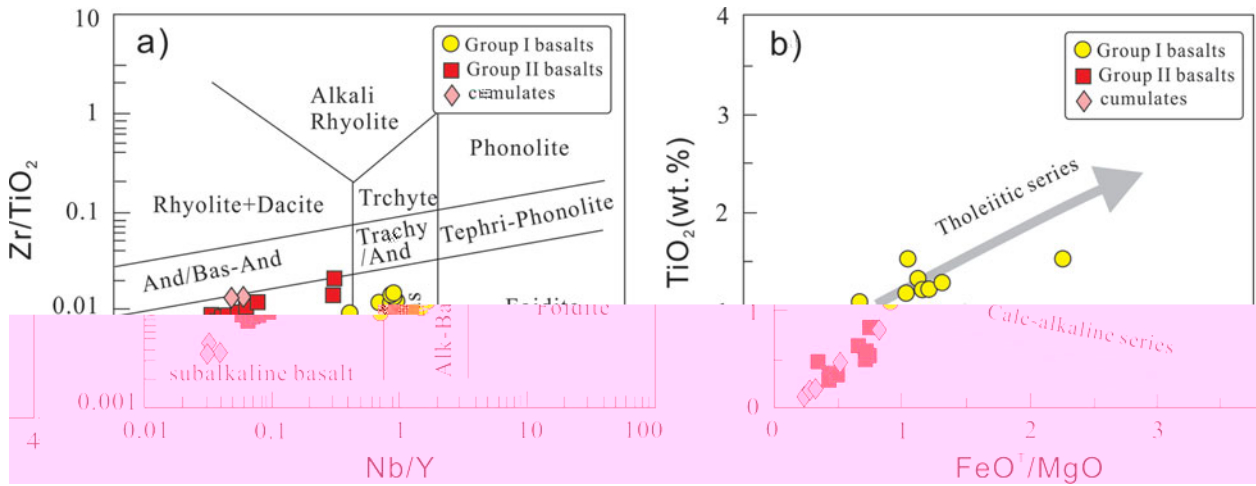 10
a)
Group I basalts
Group II basalts
cumulates
Alkali
Rhyolite
1
Phonolite
Zr/TiO2
Rhyolite+Dacite
Trchyte
0.1
Trachy
/And
Tephri-Phonolite
And/Bas-And
0.01
Foidite
Alk-Ba
s
subalkaline basalt
0.001
0.01
0.1
1
10
100
Nb/Y
4
b)
Group I basalts
Group II basalts
cumulates
4
3
Tholeiitic series
TiO2(wt.%)
2
1
Calc-alkaline series
0
0
1
2
3
FeOT/MgO